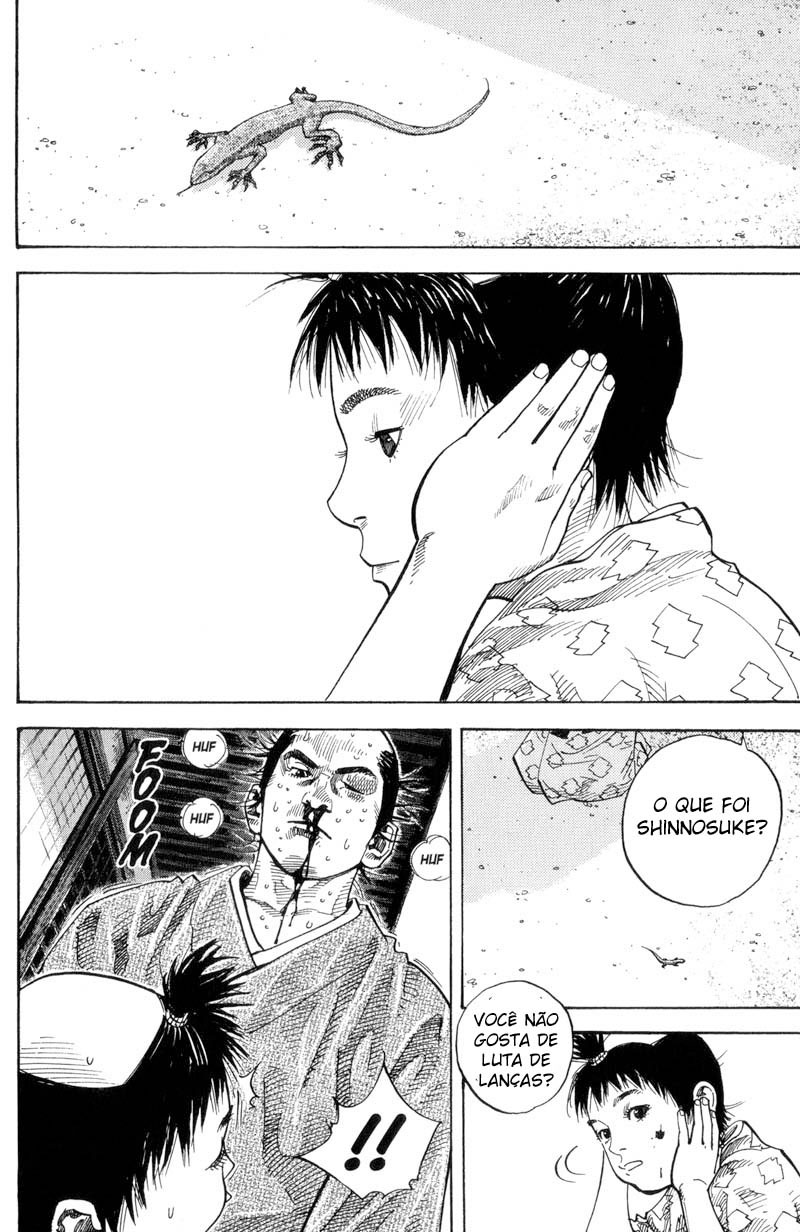 O QUE FOI
SHINNOSUKE?
VOCÊ NÃO
GOSTA DE
LUTA DE
LANÇAS?
HUF
HUF
HUF
FOOM
!!